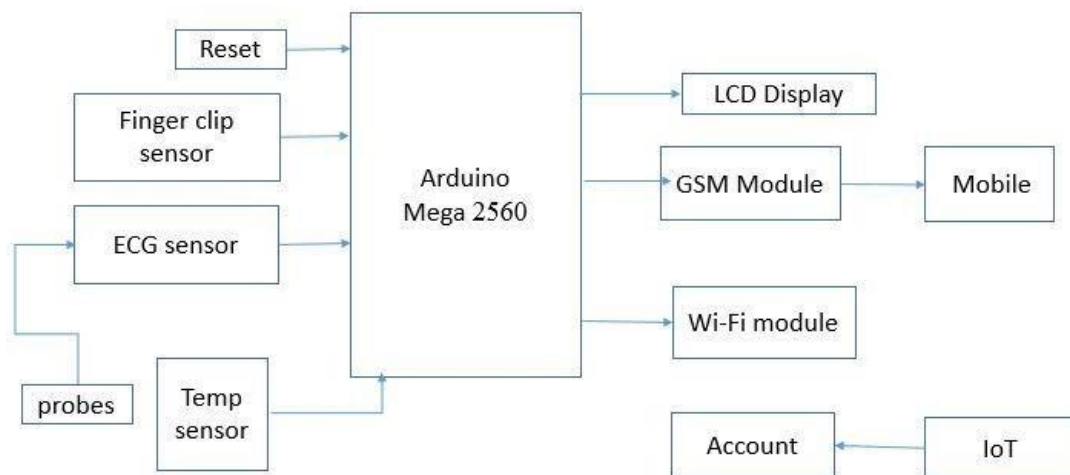 Reset
Finger clip
sensor
ECG sensor
probes
Temp
sensor
Arduino
Mega 2560
LCD Display
GSM Module
Mobile
Wi-Fi module
Account
IoT